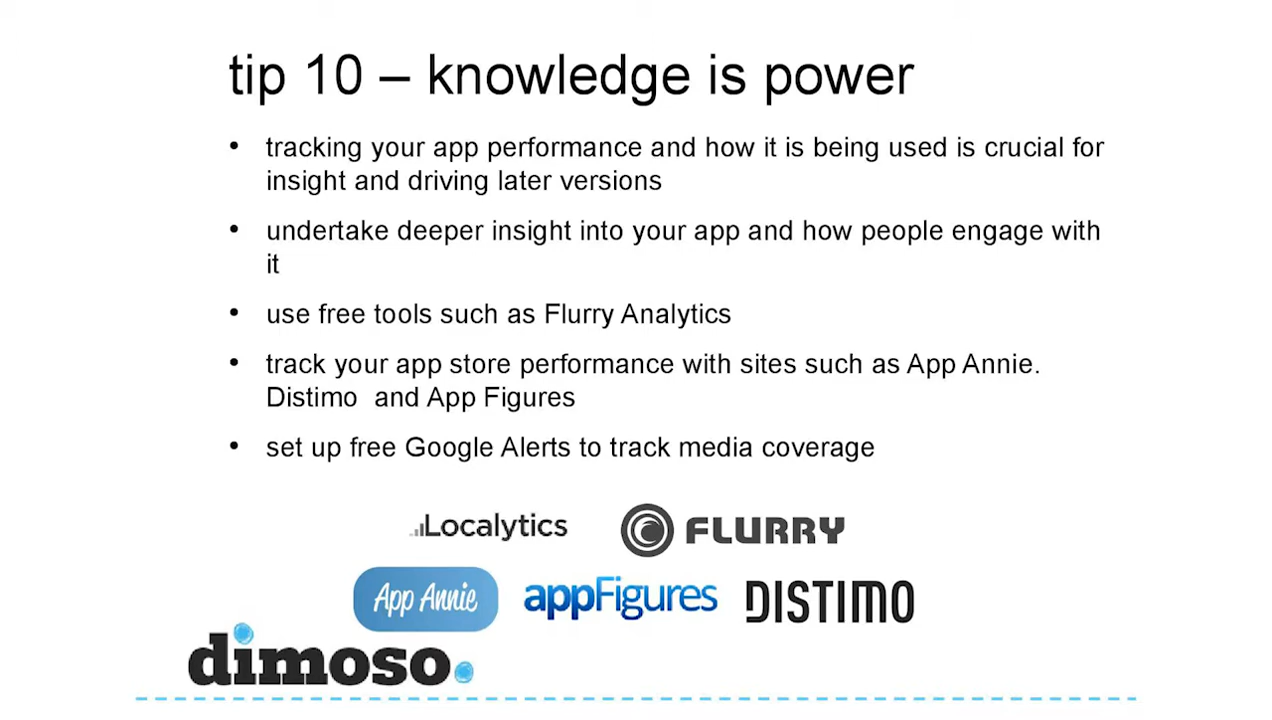 tip 10 – knowledge is power
• tracking your app performance and how it is being used is crucial for
insight and driving later versions
• undertake deeper insight into your app and how people engage with
it
• use free tools such as Flurry Analytics
• track your app store performance with sites such as App Annie.
Distimo  and App Figures
• set up free Google Alerts to track media coverage
Localytics
FLURRY
App Annie
appFigures
DISTIMO
dimoso.